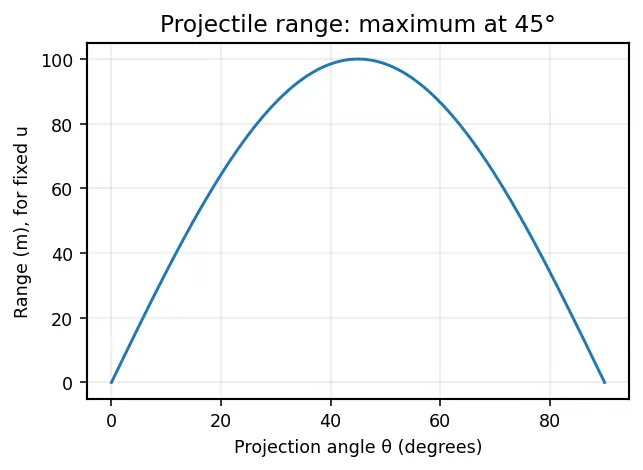 Projectile range: maximum at 45°
Range (m), for fixed u
100
80
60
40
20
0
0 20 40 60 80
Projection angle θ (degrees)